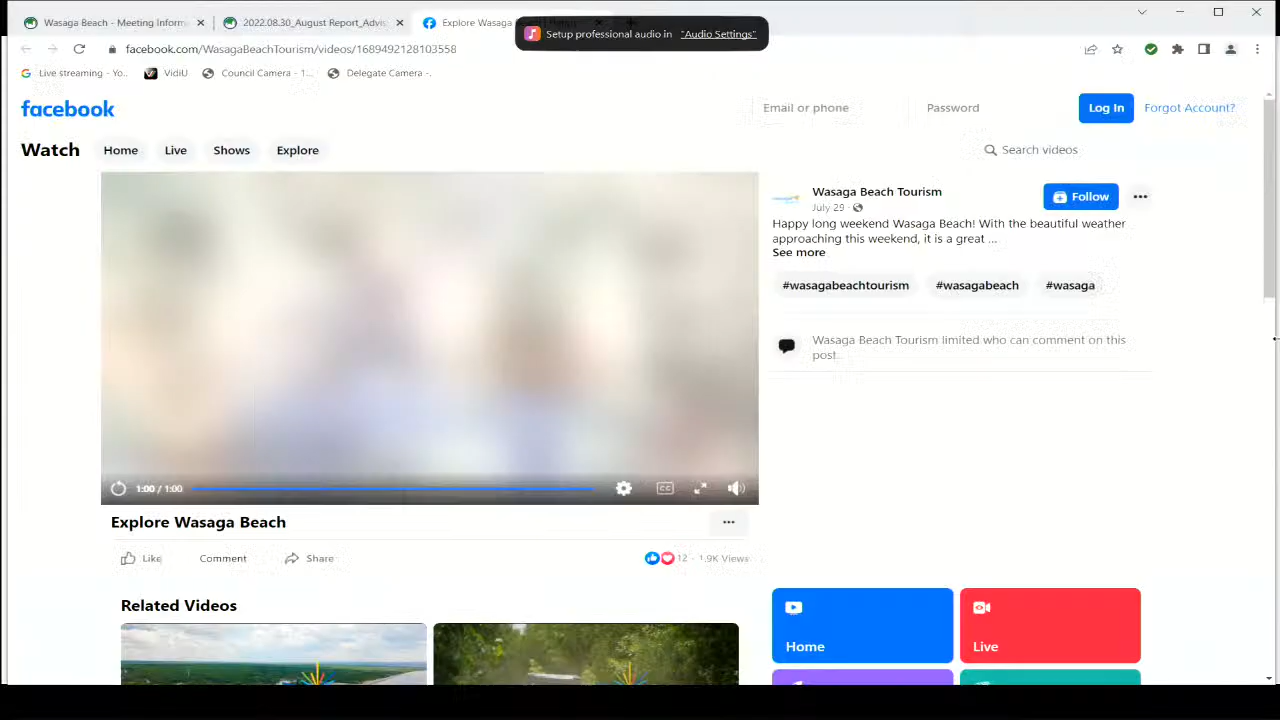 Wasaga Beach - Meeting Inform
2022.08.30_August Report_Advis
Explore Wasaga
Setup professional audio in "Audio Settings"
facebook.com/WasagaBeachTourism/videos/1689492128103558
Live streaming - Yo...
VidiU
Council Camera - 1...
Delegate Camera -.
facebook
Email or phone
Password
Log In
Forgot Account?
Watch
Home
Live
Shows
Explore
Search videos
Wasaga Beach Tourism
July 29 ·
Follow
Happy long weekend Wasaga Beach! With the beautiful weather
approaching this weekend, it is a great ...
See more
#wasagabeachtourism
#wasagabeach
#wasaga
Wasaga Beach Tourism limited who can comment on this
post..
1:00 / 1:00
CC
Explore Wasaga Beach
Like
Comment
Share
12 · 1.9K Views
Related Videos
Home
Live